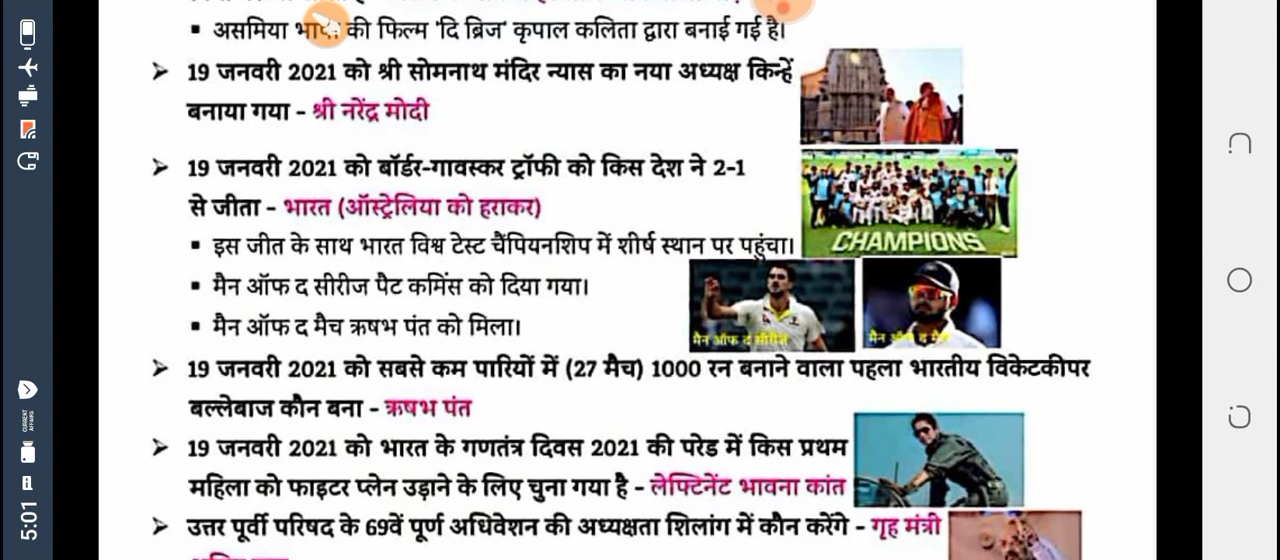 ▪ असमिया की फिल्म 'दि ब्रिज' कृपाल कलिता द्वारा बनाई गई है।
➤ 19 जनवरी 2021 को श्री सोमनाथ मंदिर न्यास का नया अध्यक्ष किन्हें
बनाया गया – श्री नरेंद्र मोदी
➤ 19 जनवरी 2021 को बॉर्डर-गावस्कर ट्रॉफी को किस देश ने 2-1
से जीता – भारत (ऑस्ट्रेलिया को हराकर)
CHAMPIONS
▪ इस जीत के साथ भारत विश्व टेस्ट चैंपियनशिप में शीर्ष स्थान पर पहुंचा।
▪ मैन ऑफ द सीरीज पैट कमिंस को दिया गया।
▪ मैन ऑफ द मैच ऋषभ पंत को मिला।
मैन ऑफ द सीरीज
मैन ऑफ द मैच
➤ 19 जनवरी 2021 को सबसे कम पारियों में (27 मैच) 1000 रन बनाने वाला पहला भारतीय विकेटकीपर
बल्लेबाज कौन बना – ऋषभ पंत
➤ 19 जनवरी 2021 को भारत के गणतंत्र दिवस 2021 की परेड में किस प्रथम
महिला को फाइटर प्लेन उड़ाने के लिए चुना गया है – लेफ्टिनेंट भावना कांत
➤ उत्तर पूर्वी परिषद के 69वें पूर्ण अधिवेशन की अध्यक्षता शिलांग में कौन करेंगे – गृह मंत्री
CURRENT
AFFAIRS
5:01